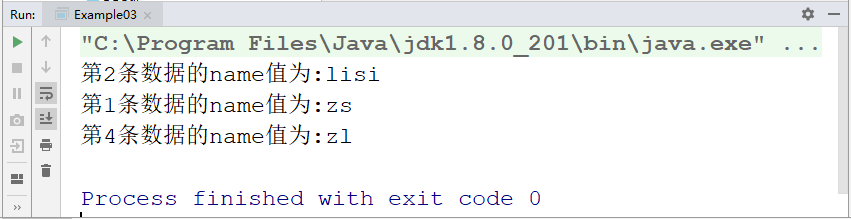 Run: Example03
"C:\Program Files\Java\jdk1.8.0_201\bin\java.exe" ...
第2条数据的name值为:lisi
第1条数据的name值为:zs
第4条数据的name值为:zl
Process finished with exit code 0